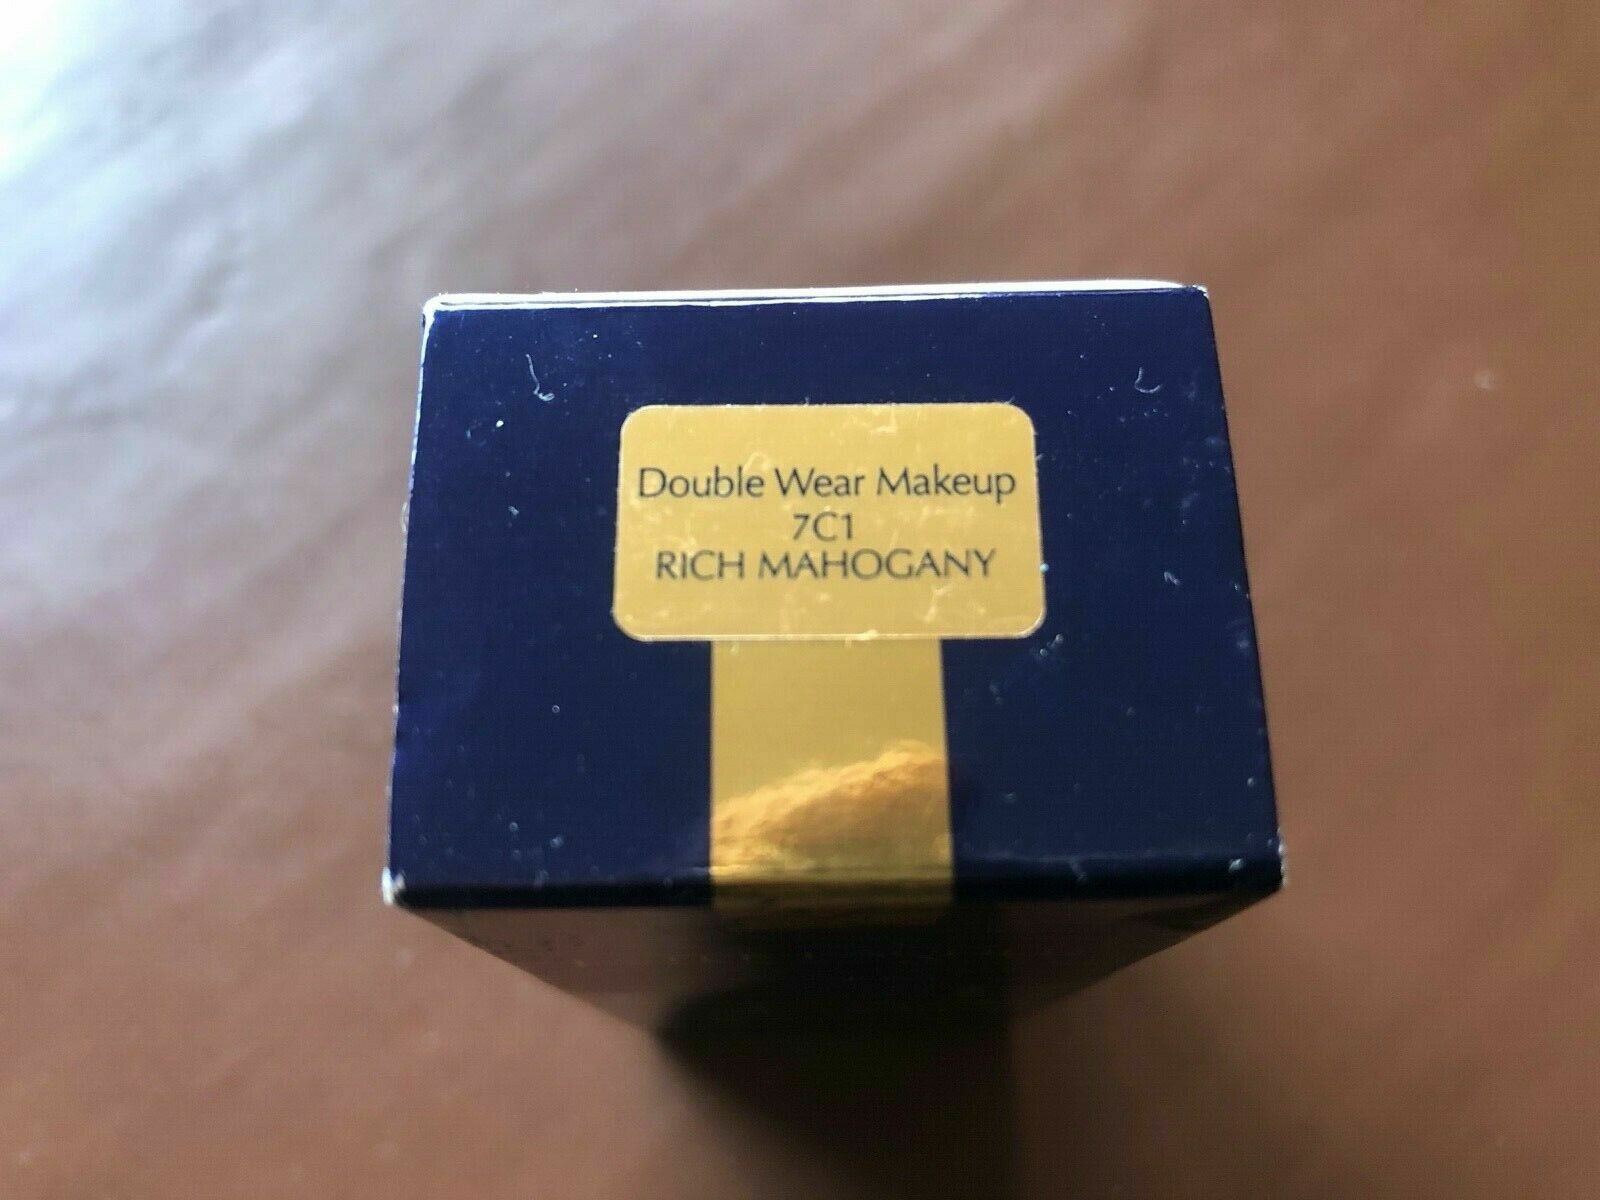 Double Wear Makeup
7C1
RICH MAHOGANY